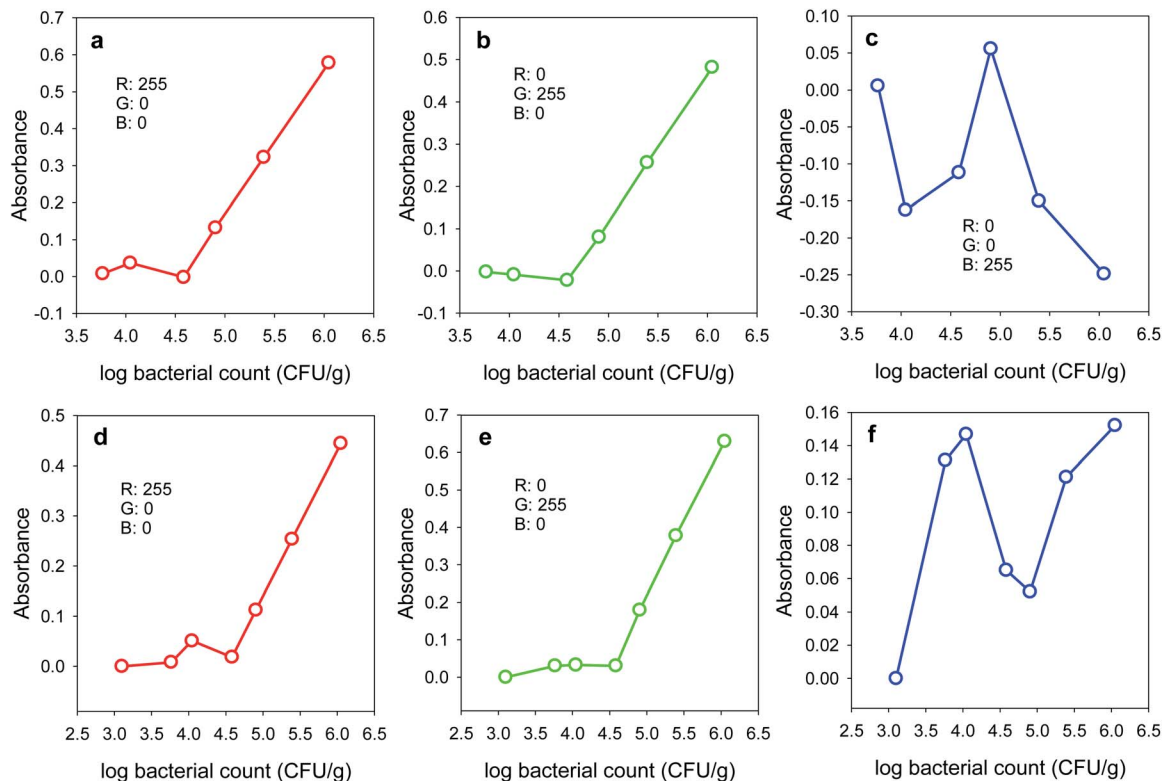 a
R: 255
G: 0
B: 0
Absorbance
0.7
0.6
0.5
0.4
0.3
0.2
0.1
0.0
-0.1
3.5 4.0 4.5 5.0 5.5 6.0 6.5
log bacterial count (CFU/g)
b
R: 0
G: 255
B: 0
Absorbance
0.6
0.5
0.4
0.3
0.2
0.1
0.0
-0.1
3.5 4.0 4.5 5.0 5.5 6.0 6.5
log bacterial count (CFU/g)
c
R: 0
G: 0
B: 255
Absorbance
0.10
0.05
0.00
-0.05
-0.10
-0.15
-0.20
-0.25
-0.30
3.5 4.0 4.5 5.0 5.5 6.0 6.5
log bacterial count (CFU/g)
d
R: 255
G: 0
B: 0
Absorbance
0.5
0.4
0.3
0.2
0.1
0.0
2.5 3.0 3.5 4.0 4.5 5.0 5.5 6.0 6.5
log bacterial count (CFU/g)
e
R: 0
G: 255
B: 0
Absorbance
0.7
0.6
0.5
0.4
0.3
0.2
0.1
0.0
2.5 3.0 3.5 4.0 4.5 5.0 5.5 6.0 6.5
log bacterial count (CFU/g)
f
Absorbance
0.16
0.14
0.12
0.10
0.08
0.06
0.04
0.02
0.00
2.5 3.0 3.5 4.0 4.5 5.0 5.5 6.0 6.5
log bacterial count (CFU/g)